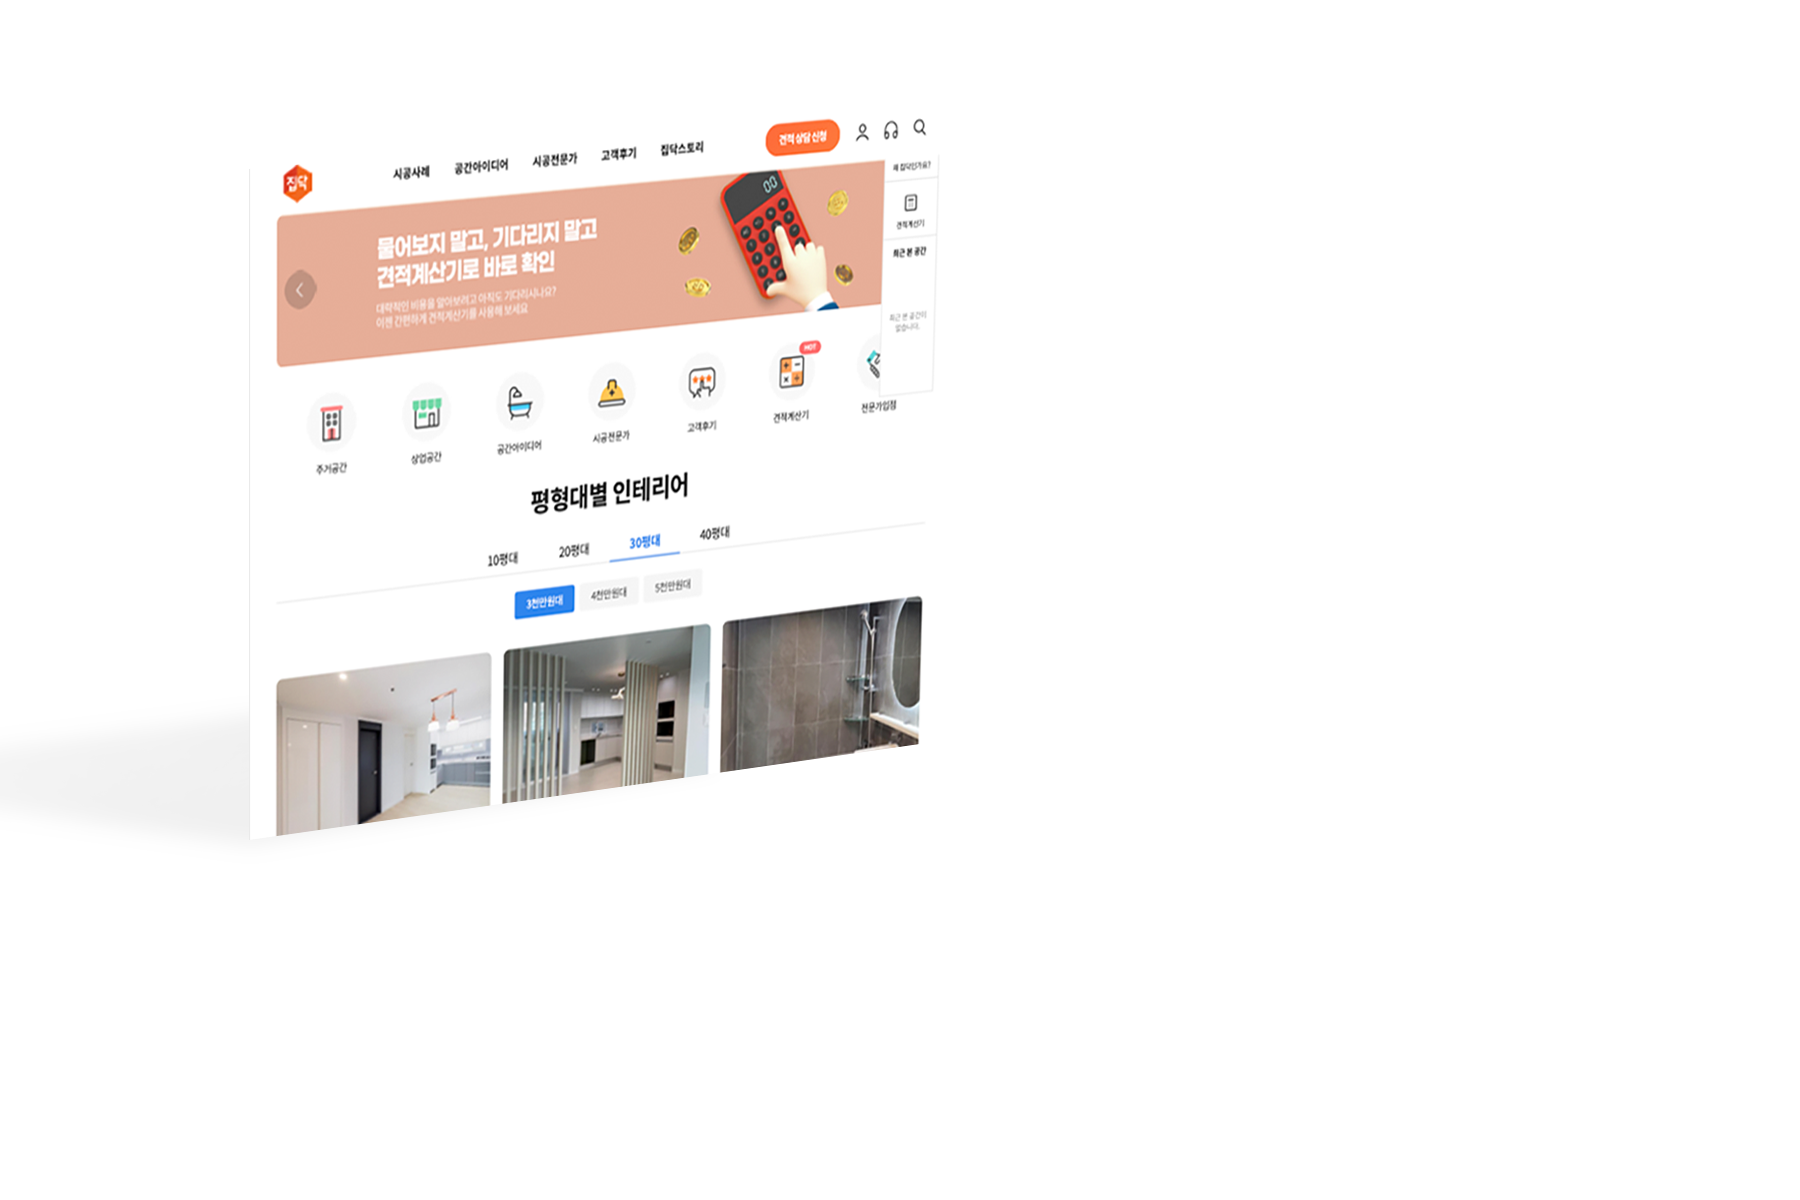 집닥
시공사례 공간아이디어 시공전문가 고객후기 집닥스토리
견적 상담 신청
물어보지 말고, 기다리지 말고
견적계산기로 바로 확인
대략적인 비용을 알아보려고 아직도 기다리시나요?
이젠 간편하게 견적계산기를 사용해 보세요
00
왜 집닥인가요?
견적계산기
최근 본 공간
최근 본 공간이
없습니다.
HOT
주거공간 상업공간 공간아이디어 시공전문가 고객후기 견적계산기 전문가입점
평형대별 인테리어
10평대 20평대 30평대 40평대
3천만원대 4천만원대 5천만원대